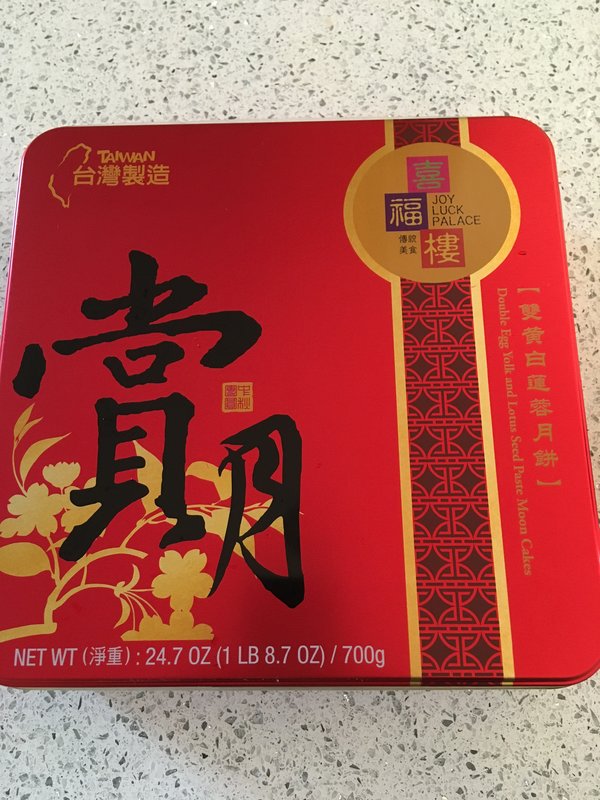 TAIWAN
台灣製造
喜
福
樓
JOY
LUCK
PALACE
傳統
美食
賞月
中秋
【雙黃白蓮蓉月餅】
Double Egg Yolk and Lotus Seed Paste Moon Cakes
NET WT (淨重) : 24.7 OZ (1 LB 8.7 OZ) / 700g